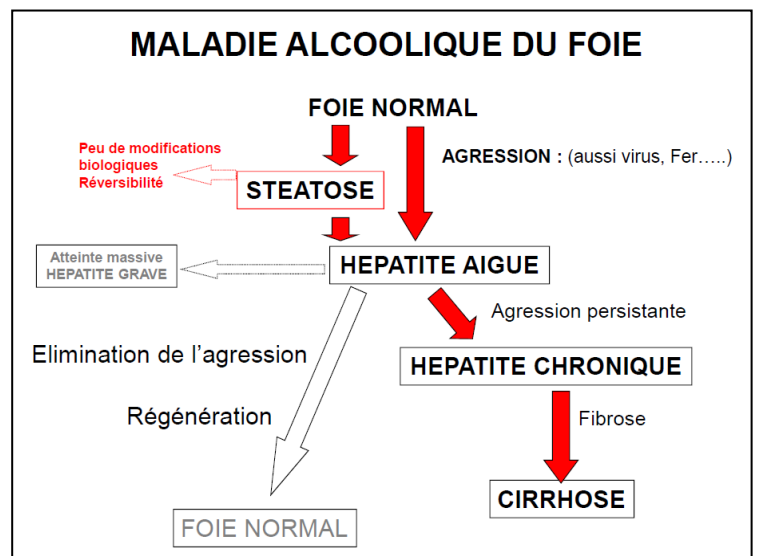 MALADIE ALCOOLIQUE DU FOIE
FOIE NORMAL
Peu de modifications
biologiques
Réversibilité
AGRESSION : (aussi virus, Fer…..)
STEATOSE
Atteinte massive
HEPATITE GRAVE
HEPATITE AIGUE
Agression persistante
Elimination de l’agression
HEPATITE CHRONIQUE
Régénération
Fibrose
CIRRHOSE
FOIE NORMAL